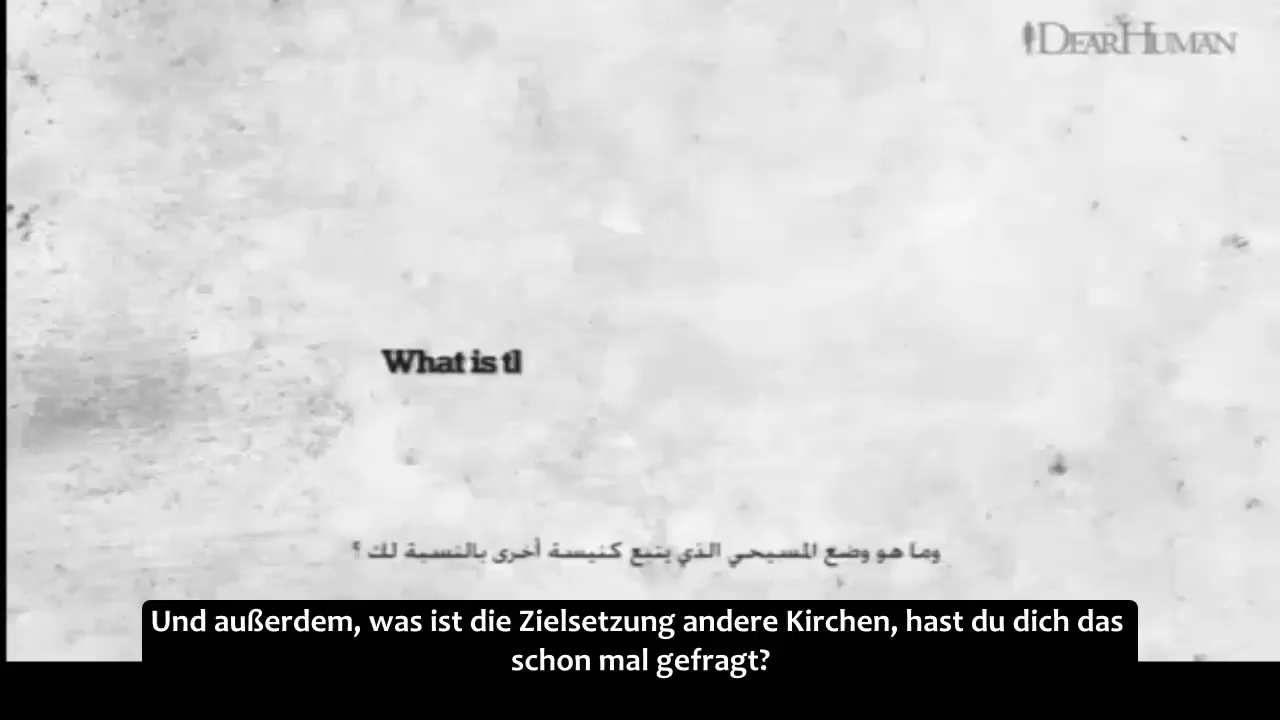 DEARHUMAN
What is tl
وما هو وضع المسيحي الذي يتبع كنيسة أخرى بالنسبة لك ؟
Und außerdem, was ist die Zielsetzung andere Kirchen, hast du dich das
schon mal gefragt?